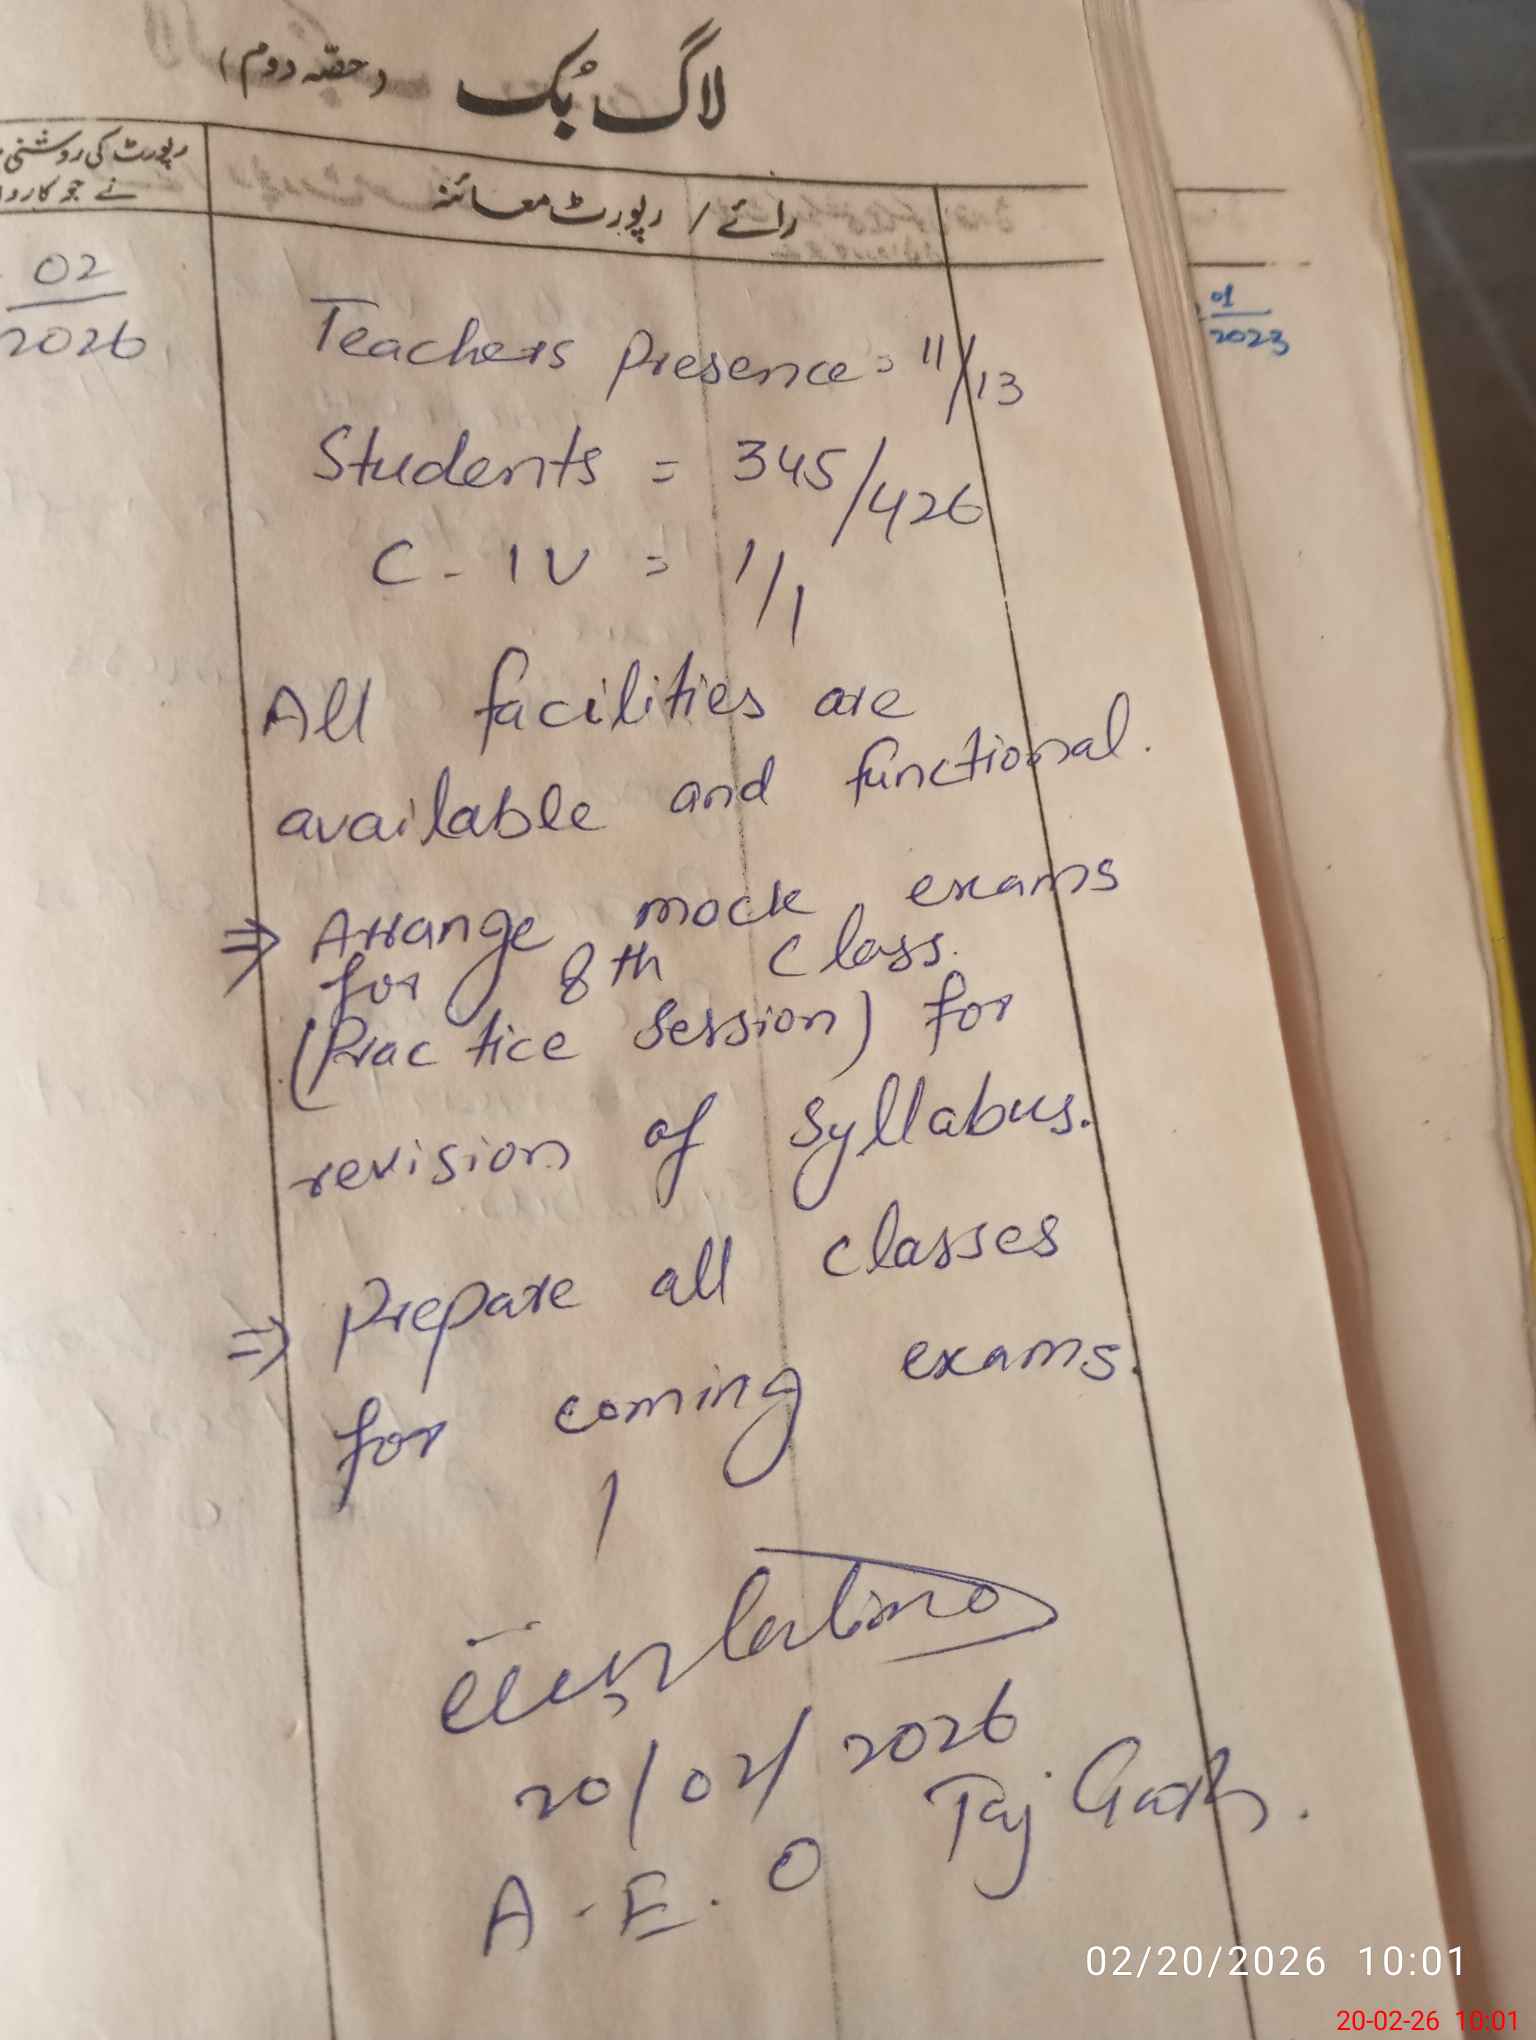 لاگ بُک (حصّہ دوم)
رپورٹ کی روشنی
نے جو کاروا
رائے / رپورٹ معائنہ
02
2026
01
2023
Teachers Presence = 11/13
Students = 345/426
C - IV = 1/1
All facilities are
available and functional.
⇒ Arrange mock exams
for 8th class.
(Practice Session) for
revision of syllabus.
⇒ Prepare all classes
for coming exams.
20/02/2026
A.E.O Taj Garh.
02/20/2026 10:01
20-02-26 10:01